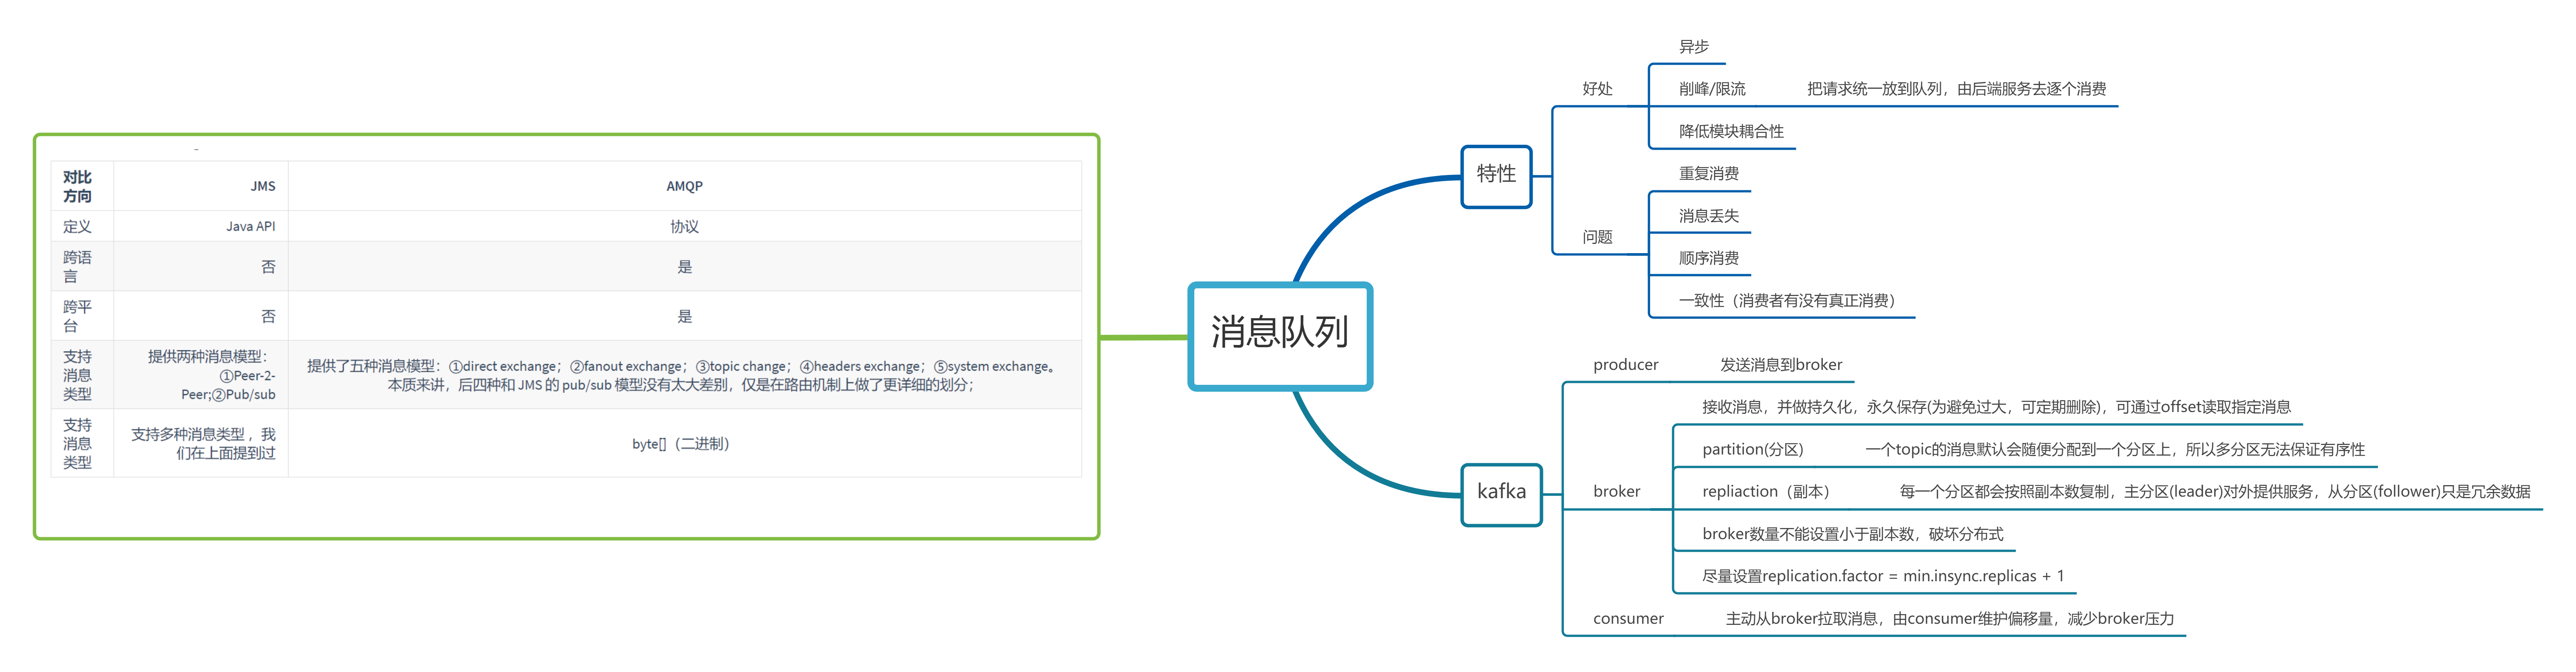 对比
方向
JMS
AMQP
定义
Java API
协议
跨语
言
否
是
跨平
台
否
是
支持
消息
类型
提供两种消息模型：
①Peer-2-
Peer;②Pub/sub
提供了五种消息模型：①direct exchange；②fanout exchange；③topic change；④headers exchange；⑤system exchange。
本质来讲，后四种和 JMS 的 pub/sub 模型没有太大差别，仅是在路由机制上做了更详细的划分；
支持
消息
类型
支持多种消息类型 ，我
们在上面提到过
byte[]（二进制）
消息队列
特性
好处
异步
削峰/限流
把请求统一放到队列，由后端服务去逐个消费
降低模块耦合性
问题
重复消费
消息丢失
顺序消费
一致性（消费者有没有真正消费）
kafka
producer
发送消息到broker
broker
接收消息，并做持久化，永久保存(为避免过大，可定期删除)，可通过offset读取指定消息
partition(分区)
一个topic的消息默认会随便分配到一个分区上，所以多分区无法保证有序性
repliaction（副本）
每一个分区都会按照副本数复制，主分区(leader)对外提供服务，从分区(follower)只是冗余数据
broker数量不能设置小于副本数，破坏分布式
尽量设置replication.factor = min.insync.replicas + 1
consumer
主动从broker拉取消息，由consumer维护偏移量，减少broker压力